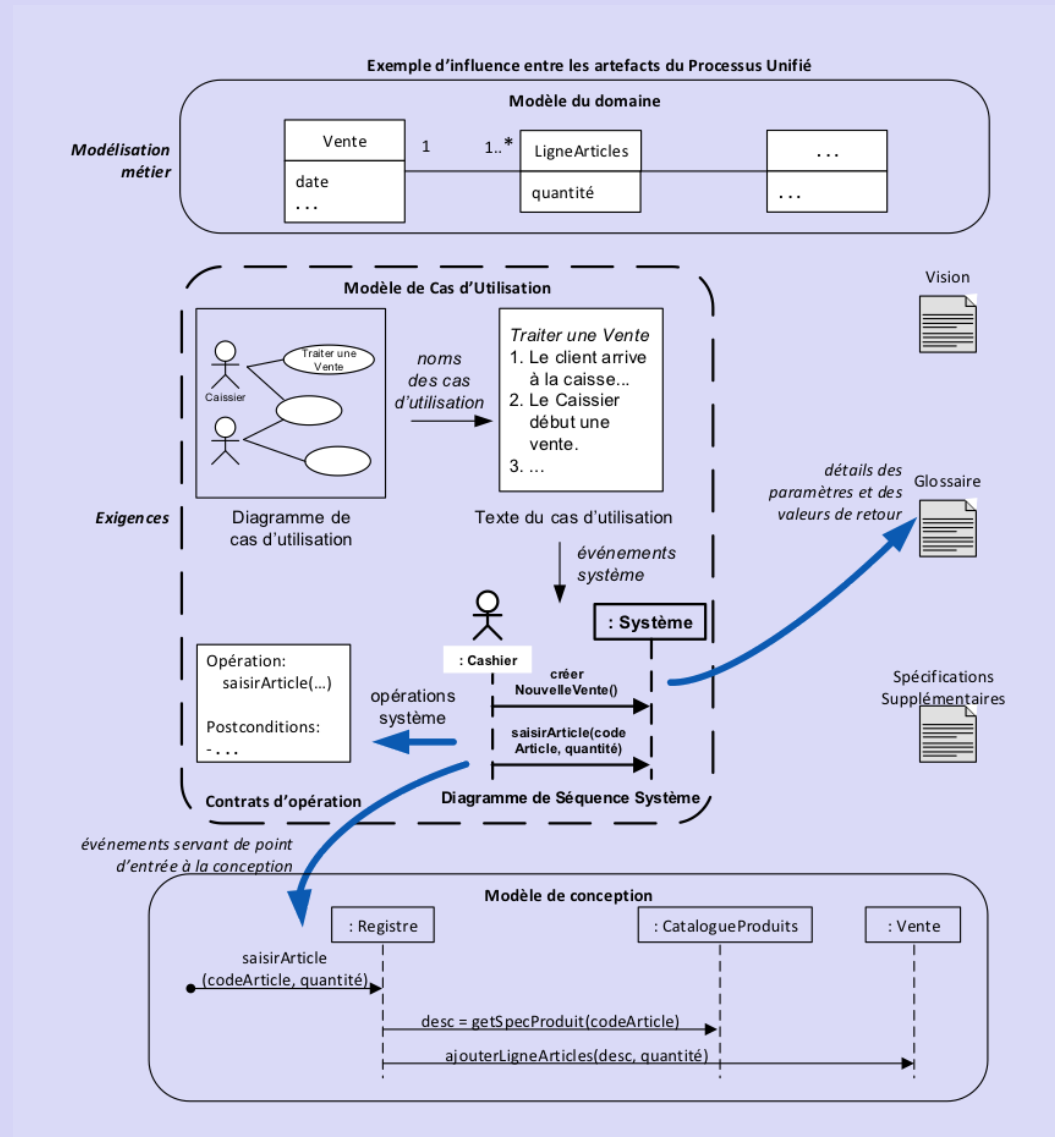 Exemple d'influence entre les artefacts du Processus Unifié
Modèle du domaine
Modélisation
métier
Vente
1
1..*
LigneArticles
...
date
...
quantité
...
Modèle de Cas d'Utilisation
Vision
Caissier
Traiter une
Vente
noms
des cas
d'utilisation
Traiter une Vente
1. Le client arrive
à la caisse...
2. Le Caissier
début une
vente.
3. ...
détails des
paramètres et des
valeurs de retour
Glossaire
Exigences
Diagramme de
cas d'utilisation
Texte du cas d'utilisation
événements
système
: Système
: Cashier
créer
NouvelleVente()
saisirArticle(code
Article, quantité)
Opération:
saisirArticle(...)
Postconditions:
- ...
opérations
système
Spécifications
Supplémentaires
Contrats d'opération
Diagramme de Séquence Système
événements servant de point
d'entrée à la conception
Modèle de conception
: Registre
: CatalogueProduits
: Vente
saisirArticle
(codeArticle, quantité)
desc = getSpecProduit(codeArticle)
ajouterLigneArticles(desc, quantité)